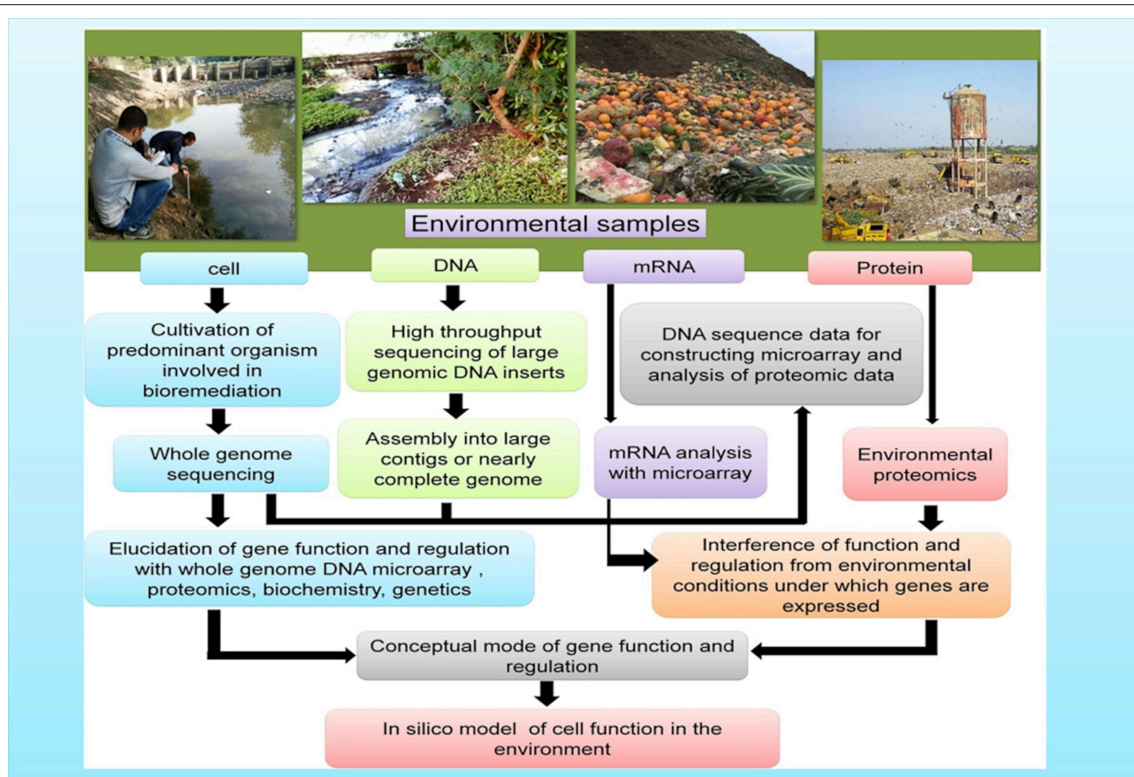 Environmental samples
cell
DNA
mRNA
Protein
Cultivation of
predominant organism
involved in
bioremediation
High throughput
sequencing of large
genomic DNA inserts
DNA sequence data for
constructing microarray and
analysis of proteomic data
Whole genome
sequencing
Assembly into large
contigs or nearly
complete genome
mRNA analysis
with microarray
Environmental
proteomics
Elucidation of gene function and regulation
with whole genome DNA microarray ,
proteomics, biochemistry, genetics
Interference of function and
regulation from environmental
conditions under which genes are
expressed
Conceptual mode of gene function and
regulation
In silico model of cell function in the
environment